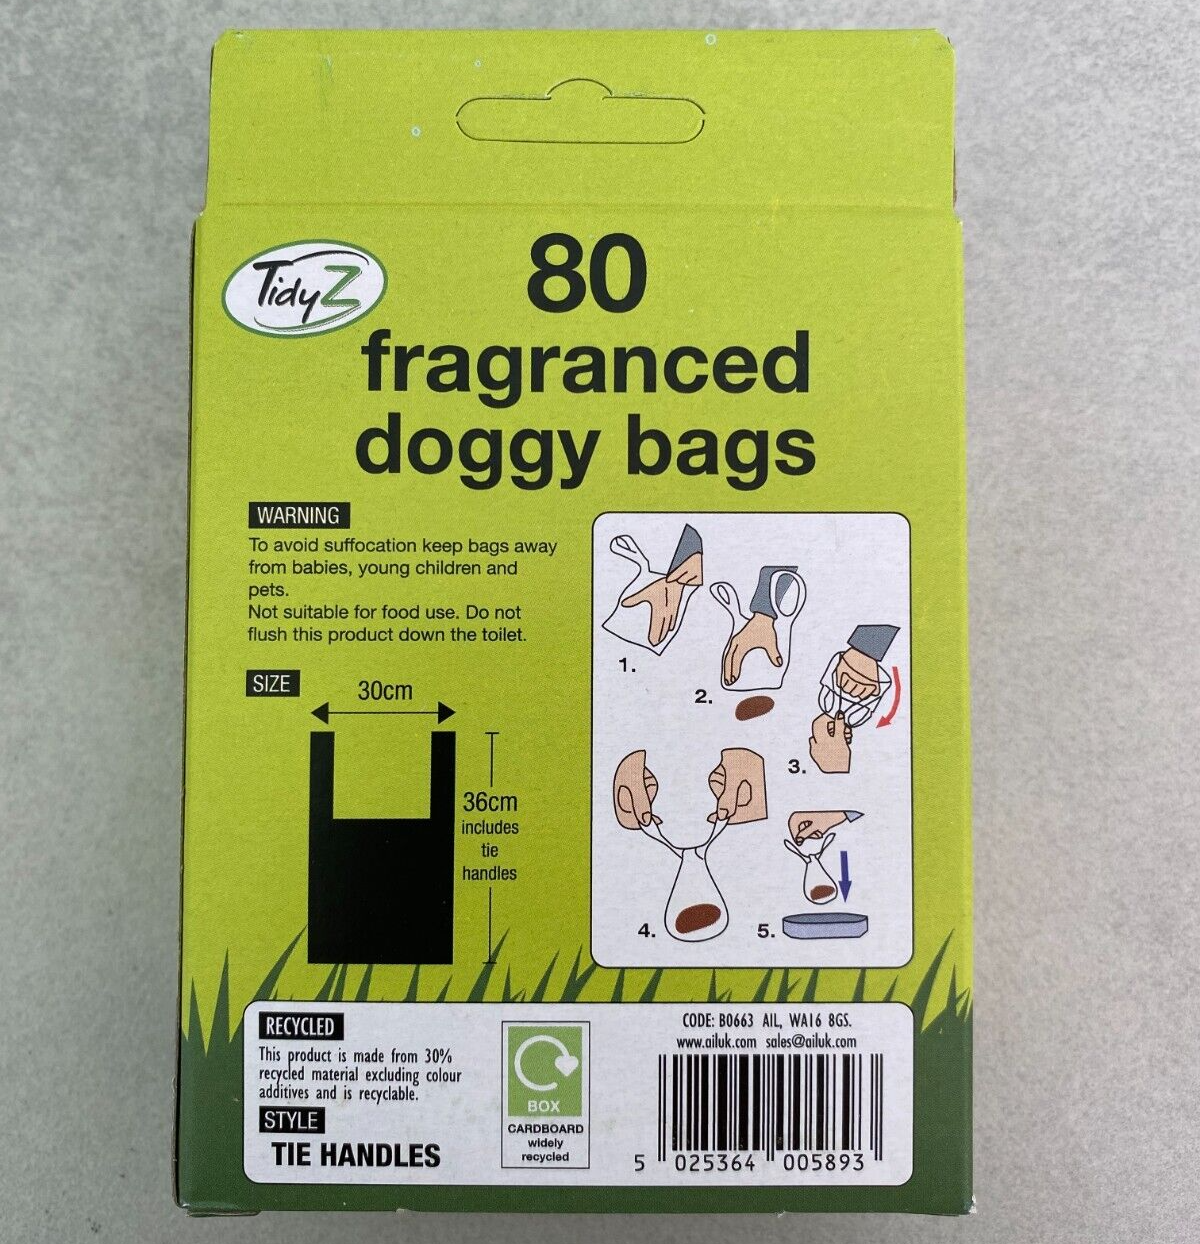 TidyZ
80
fragranced
doggy bags
WARNING
To avoid suffocation keep bags away
from babies, young children and
pets.
Not suitable for food use. Do not
flush this product down the toilet.
SIZE
30cm
36cm
includes
tie
handles
1.
2.
3.
4.
5.
RECYCLED
This product is made from 30%
recycled material excluding colour
additives and is recyclable.
STYLE
TIE HANDLES
BOX
CARDBOARD
widely
recycled
CODE: B0663 AIL, WA16 8GS.
www.ailuk.com sales@ailuk.com
5 025364 005893